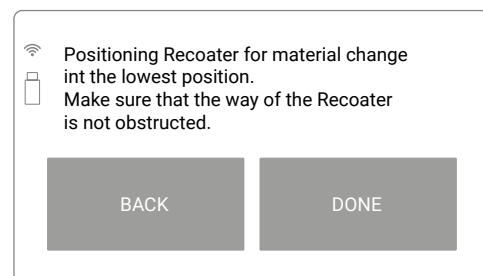 Positioning Recoater for material change
int the lowest position.
Make sure that the way of the Recoater
is not obstructed.
BACK
DONE